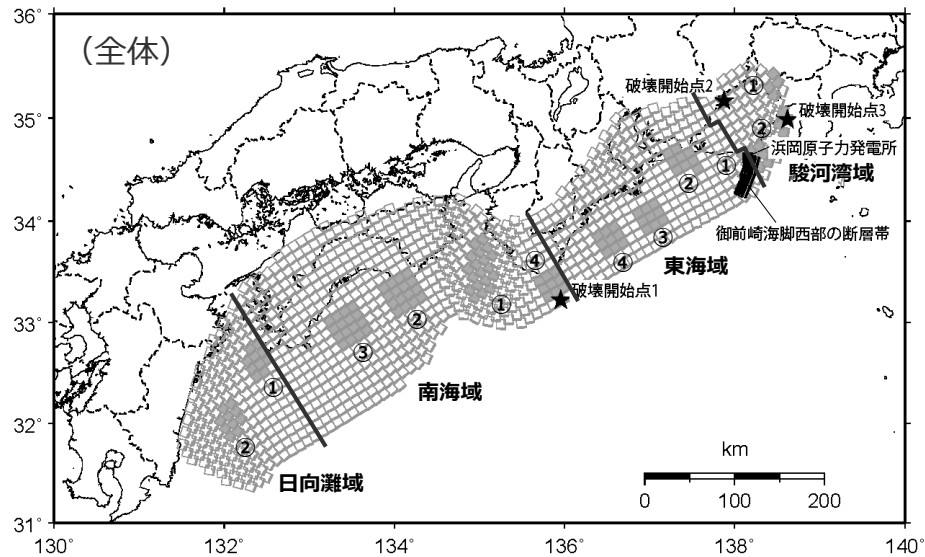 36°
（全体）
破壊開始点2
①
35°
破壊開始点3
②
浜岡原子力発電所
①
駿河湾域
②
34°
御前崎海脚西部の断層帯
③
④
④
東海域
破壊開始点1
①
33°
②
③
①
南海域
32°
②
km
日向灘域
0 100 200
31°
130° 132° 134° 136° 138° 140°